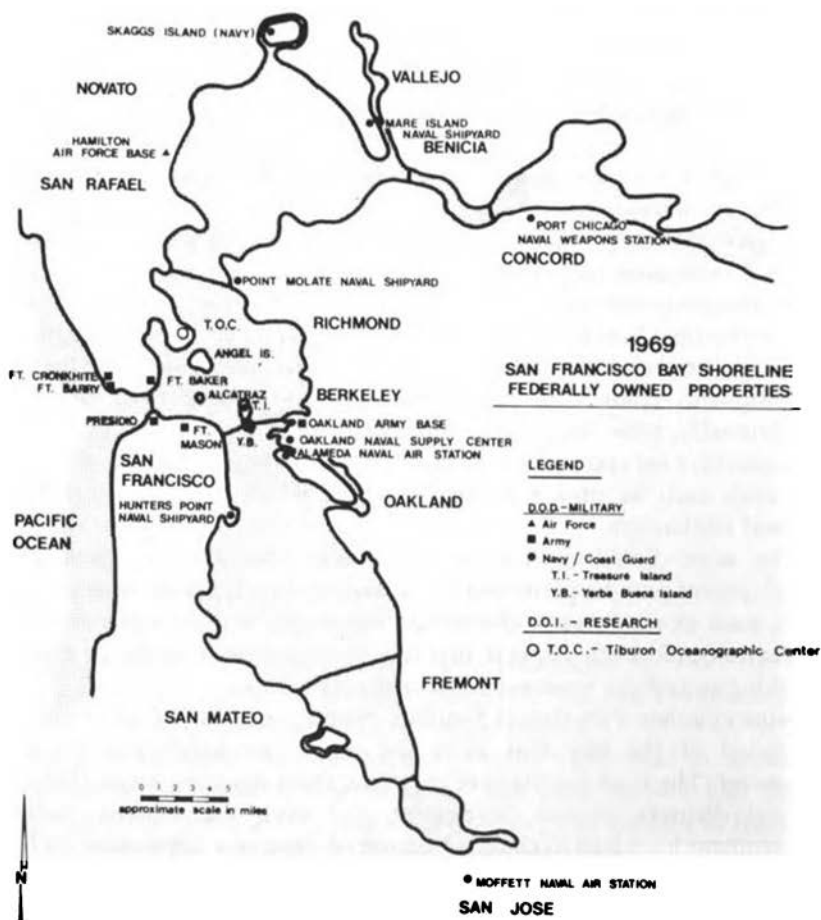 SKAGGS ISLAND (NAVY)
NOVATO
VALLEJO
MARE ISLAND
NAVAL SHIPYARD
BENICIA
HAMILTON
AIR FORCE BASE
SAN RAFAEL
PORT CHICAGO
NAVAL WEAPONS STATION
CONCORD
POINT MOLATE NAVAL SHIPYARD
RICHMOND
T.O.C.
ANGEL IS.
1969
SAN FRANCISCO BAY SHORELINE
FEDERALLY OWNED PROPERTIES
FT. CRONKHITE
FT. BARRY
FT. BAKER
ALCATRAZ
T.I.
BERKELEY
PRESIDIO
FT.
MASON
Y.B.
OAKLAND ARMY BASE
OAKLAND NAVAL SUPPLY CENTER
ALAMEDA NAVAL AIR STATION
SAN
FRANCISCO
OAKLAND
HUNTERS POINT
NAVAL SHIPYARD
PACIFIC
OCEAN
LEGEND
D.O.D.-MILITARY
Air Force
Army
Navy / Coast Guard
T.I. - Treasure Island
Y.B. - Yerba Buena Island
D.O.I. - RESEARCH
T.O.C. - Tiburon Oceanographic Center
FREMONT
SAN MATEO
1 2 3 4 5
approximate scale in miles
N
MOFFETT NAVAL AIR STATION
SAN JOSE